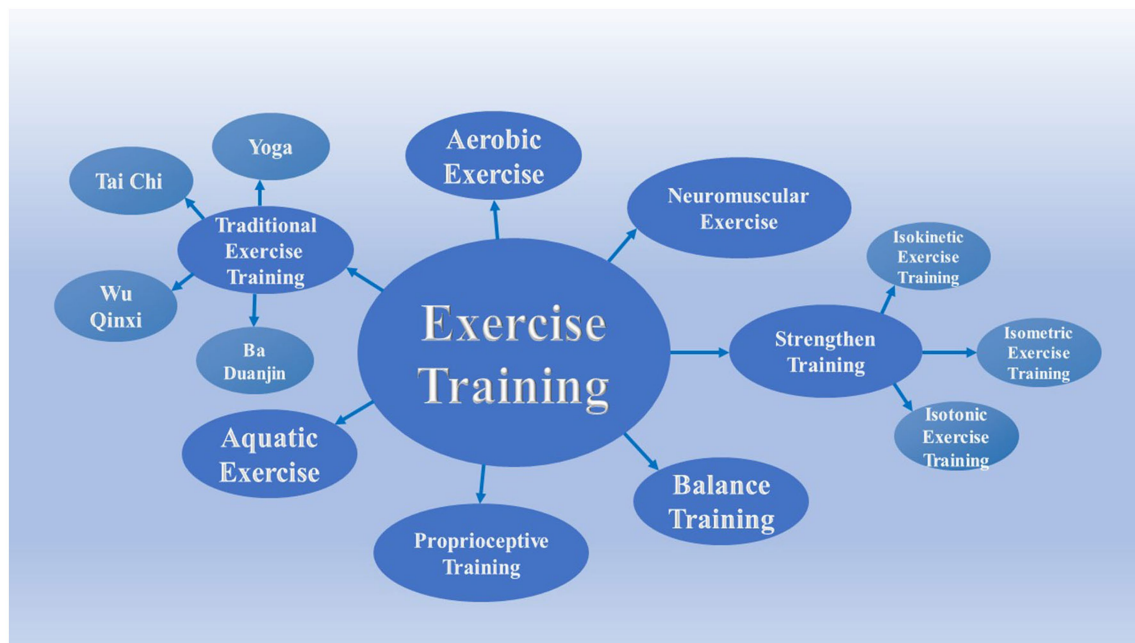 Yoga
Tai Chi
Traditional
Exercise
Training
Wu
Qinxi
Ba
Duanjin
Aerobic
Exercise
Neuromuscular
Exercise
Exercise
Training
Isokinetic
Exercise
Training
Strengthen
Training
Isometric
Exercise
Training
Isotonic
Exercise
Training
Aquatic
Exercise
Balance
Training
Proprioceptive
Training